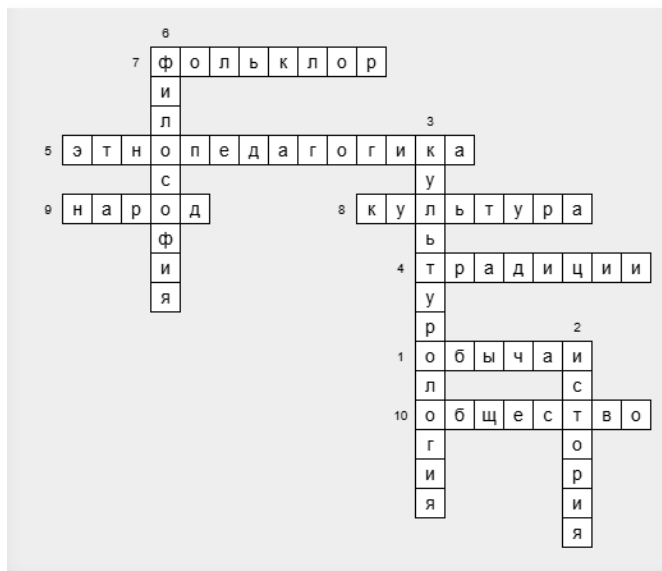 6
7 фольклор
и
л
3
5 этнопедагогика
с у
9 народ 8 культура
ф ь
и 4 традиции
я у
р 2
1 обычаи
л с
10 общество
г о
и р
я и
я